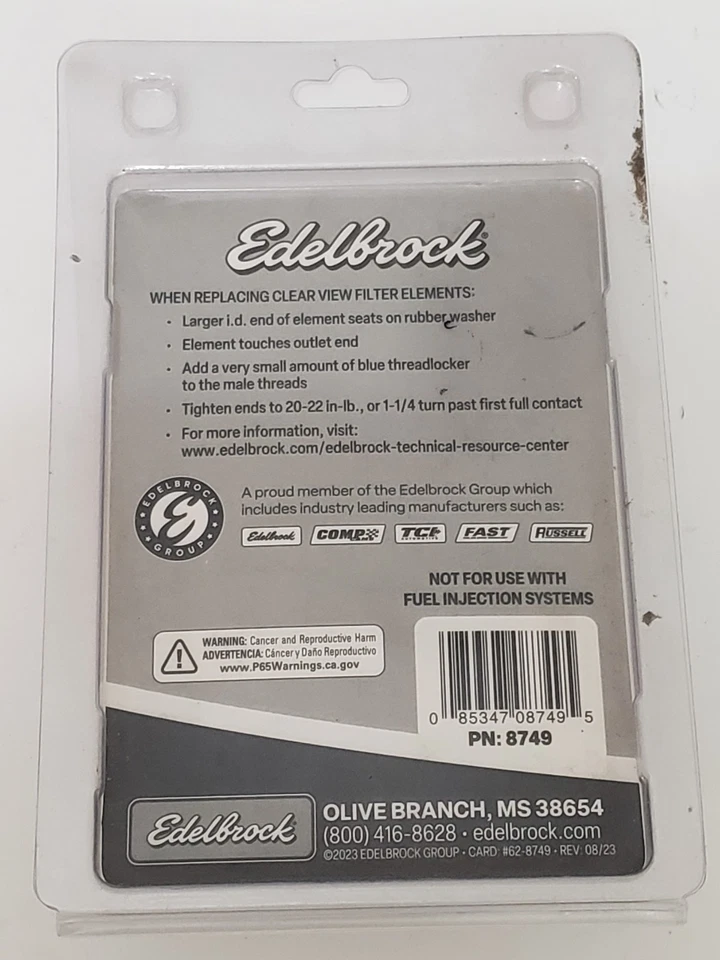 Edelbrock®
WHEN REPLACING CLEAR VIEW FILTER ELEMENTS:
• Larger i.d. end of element seats on rubber washer
• Element touches outlet end
• Add a very small amount of blue threadlocker
to the male threads
• Tighten ends to 20-22 in-lb., or 1-1/4 turn past first full contact
• For more information, visit:
www.edelbrock.com/edelbrock-technical-resource-center
EDELBROCK
GROUP
A proud member of the Edelbrock Group which
includes industry leading manufacturers such as:
Edelbrock COMP CAMS TCI AUTOMOTIVE FAST RUSSELL
NOT FOR USE WITH
FUEL INJECTION SYSTEMS
WARNING: Cancer and Reproductive Harm
ADVERTENCIA: Cáncer y Daño Reproductivo
www.P65Warnings.ca.gov
0 85347 08749 5
PN: 8749
Edelbrock®
OLIVE BRANCH, MS 38654
(800) 416-8628 • edelbrock.com
©2023 EDELBROCK GROUP • CARD: #62-8749 • REV: 08/23